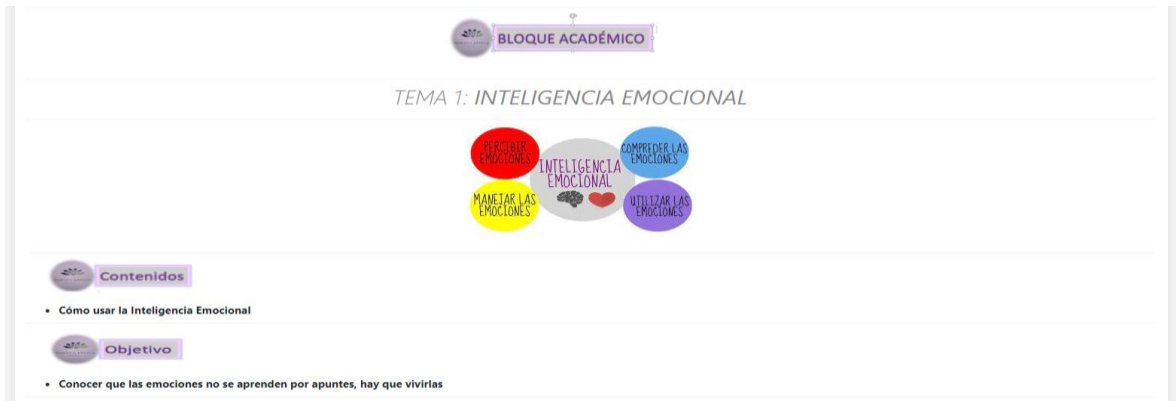 BLOQUE ACADÉMICO
TEMA 1: INTELIGENCIA EMOCIONAL
PERCIBIR
EMOCIONES
COMPREDER LAS
EMOCIONES
INTELIGENCIA
EMOCIONAL
MANEJAR LAS
EMOCIONES
UTILIZAR LAS
EMOCIONES
Contenidos
• Cómo usar la Inteligencia Emocional
Objetivo
• Conocer que las emociones no se aprenden por apuntes, hay que vivirlas